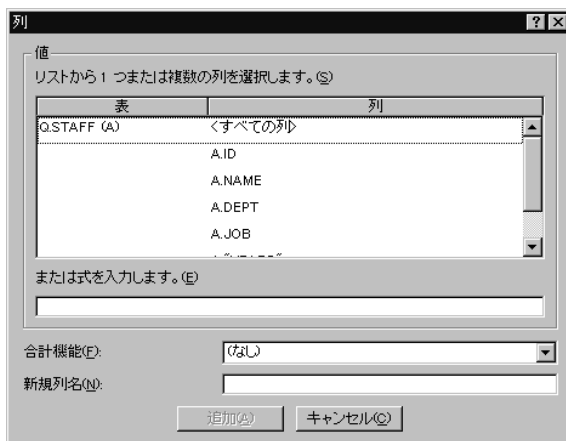 列
値
リストから 1 つまたは複数の列を選択します。(S)
表 列
Q.STAFF (A) <すべての列>
A.ID
A.NAME
A.DEPT
A.JOB
または式を入力します。(E)
合計機能(F): (なし)
新規列名(N):
追加(A) キャンセル(C)